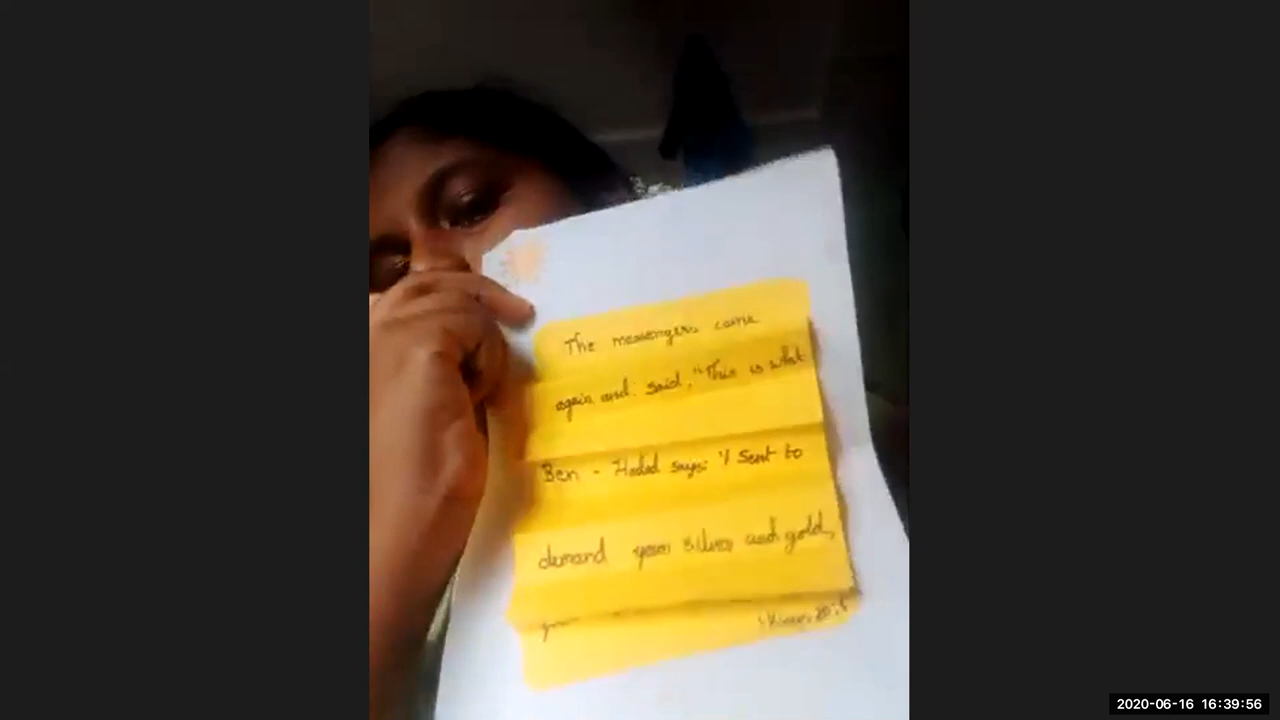 The messengers came
again and said, "This is what
Ben - Hadad says: 'I sent to
demand your silver and gold,
your
1 Kings 20:5
2020-06-16 16:39:56